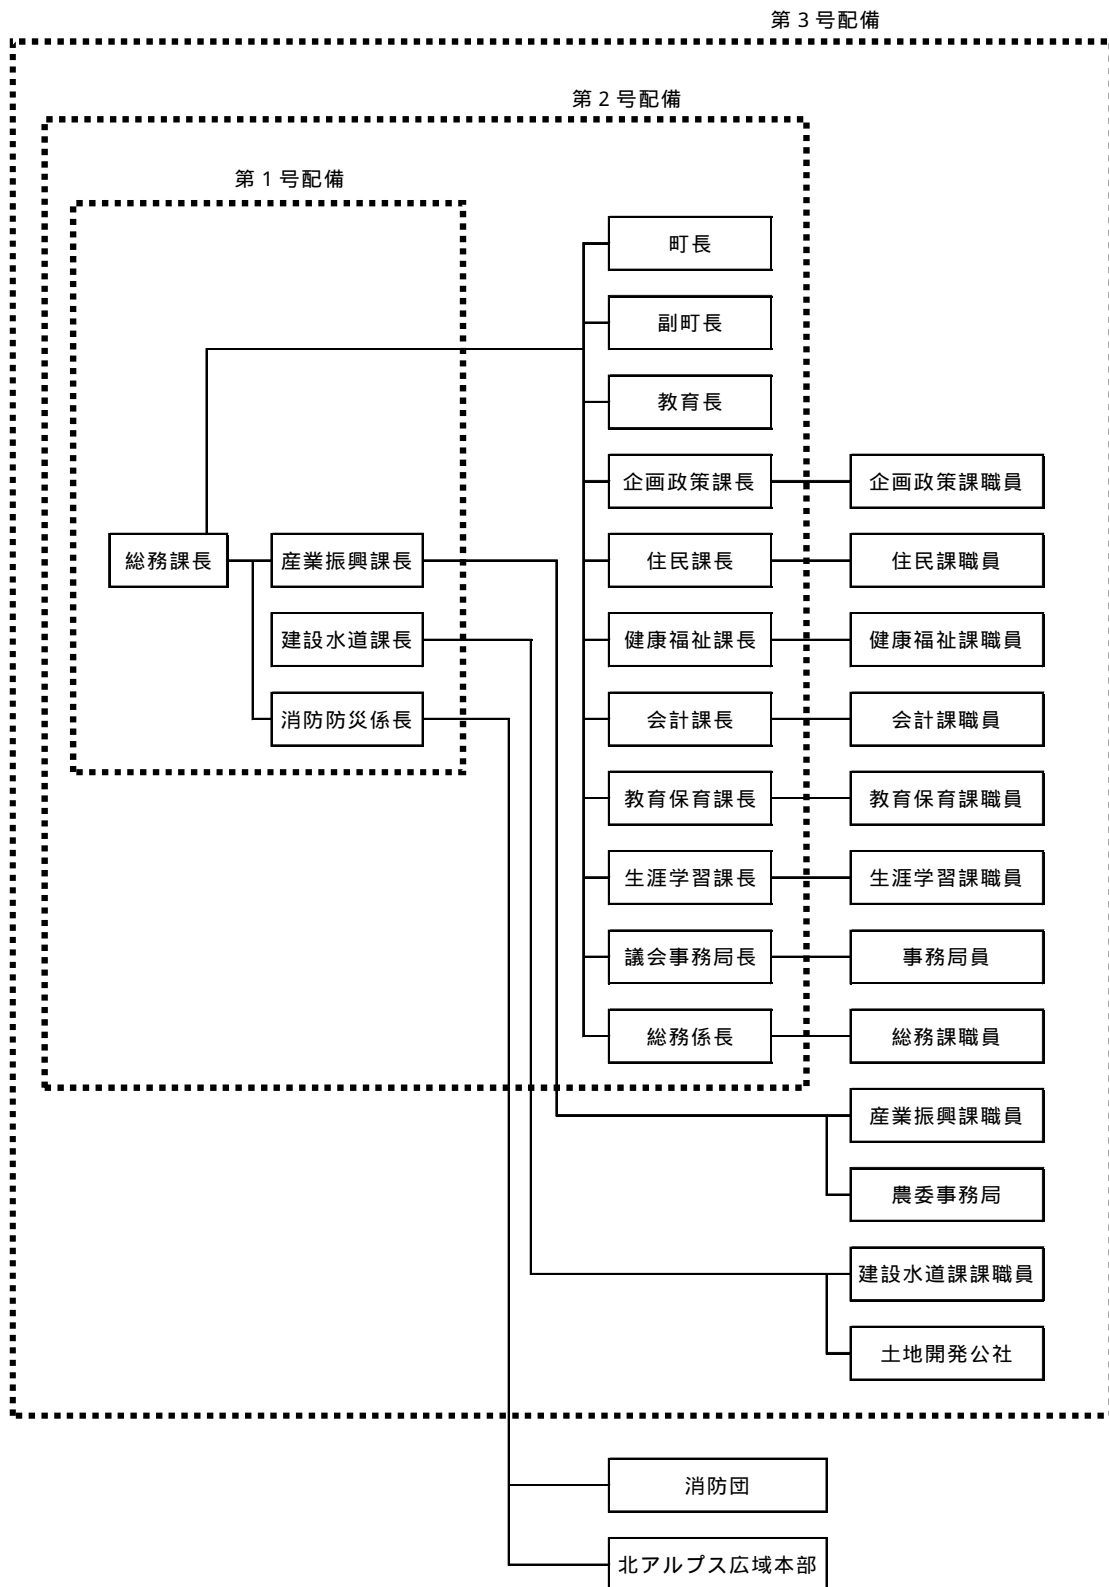 第3号配備
第2号配備
第1号配備
町長
副町長
教育長
企画政策課長 企画政策課職員
総務課長 産業振興課長 住民課長 住民課職員
建設水道課長 健康福祉課長 健康福祉課職員
消防防災係長 会計課長 会計課職員
教育保育課長 教育保育課職員
生涯学習課長 生涯学習課職員
議会事務局長 事務局員
総務係長 総務課職員
産業振興課職員
農委事務局
建設水道課課職員
土地開発公社
消防団
北アルプス広域本部